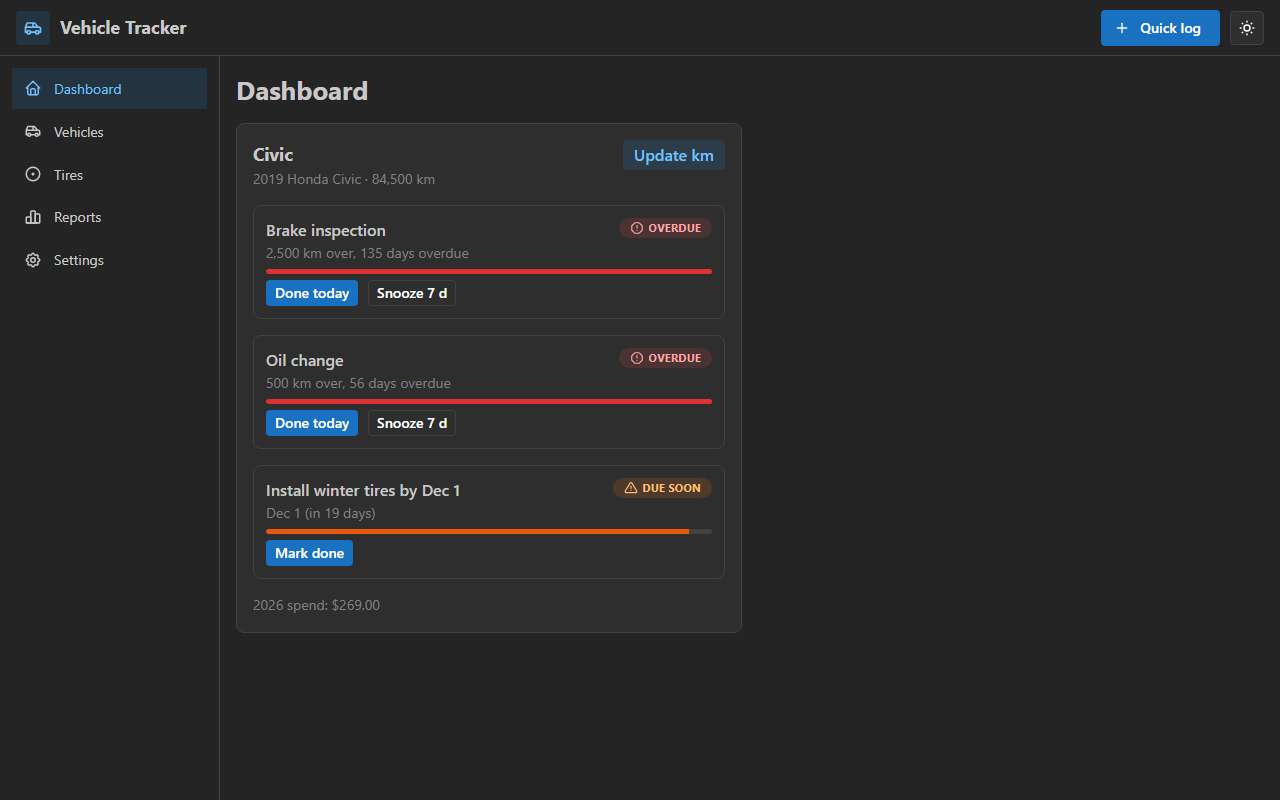 Vehicle Tracker
Quick log
Dashboard
Vehicles
Tires
Reports
Settings
Dashboard
Civic
Update km
2019 Honda Civic · 84,500 km
Brake inspection
OVERDUE
2,500 km over, 135 days overdue
Done today
Snooze 7 d
Oil change
OVERDUE
500 km over, 56 days overdue
Done today
Snooze 7 d
Install winter tires by Dec 1
DUE SOON
Dec 1 (in 19 days)
Mark done
2026 spend: $269.00